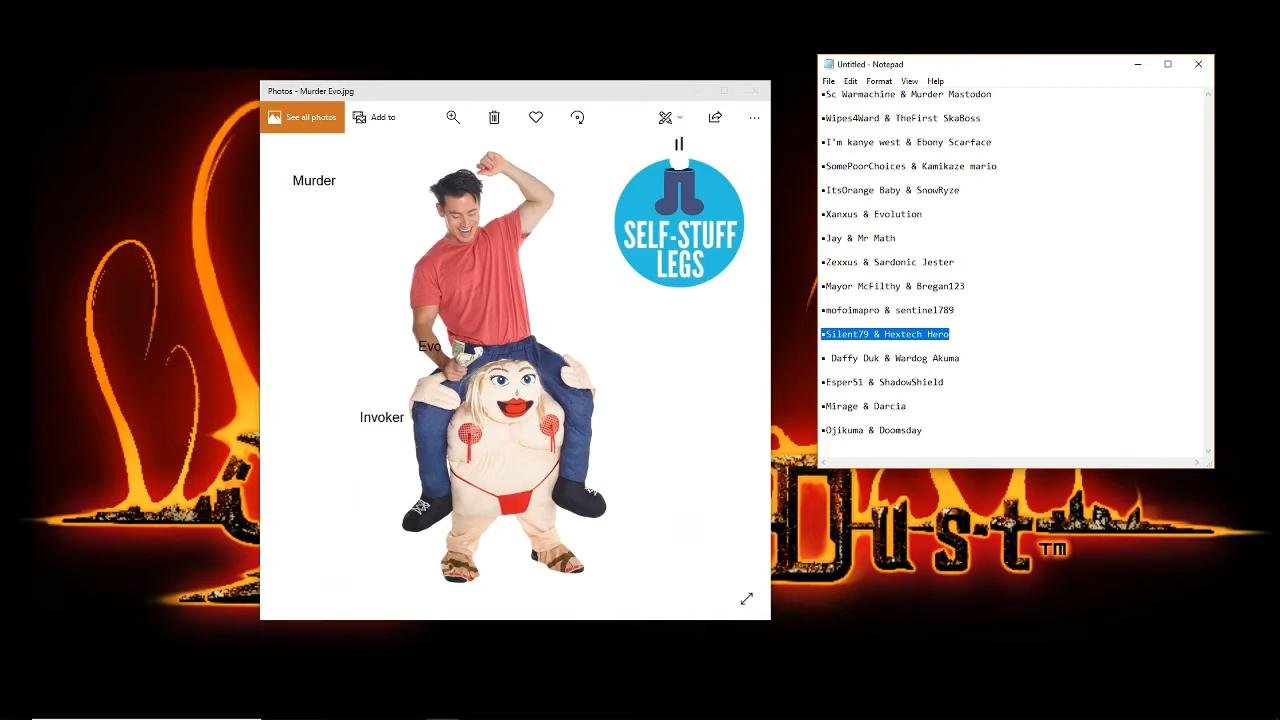 Photos - Murder Evo.jpg
See all photos
Add to
Murder
SELF-STUFF
LEGS
Evo
Invoker
Untitled - Notepad
File Edit Format View Help
▪Sc Warmachine & Murder Mastodon
▪Wipes4Ward & TheFirst SkaBoss
▪I'm kanye west & Ebony Scarface
▪SomePoorChoices & Kamikaze mario
▪ItsOrange Baby & SnowRyze
▪Xanxus & Evolution
▪Jay & Mr Math
▪Zexxus & Sardonic Jester
▪Mayor McFilthy & Bregan123
▪mofoimapro & sentinel789
▪Silent79 & Hextech Hero
▪ Daffy Duk & Wardog Akuma
▪Esper51 & ShadowShield
▪Mirage & Darcia
▪Ojikuma & Doomsday
Dust™